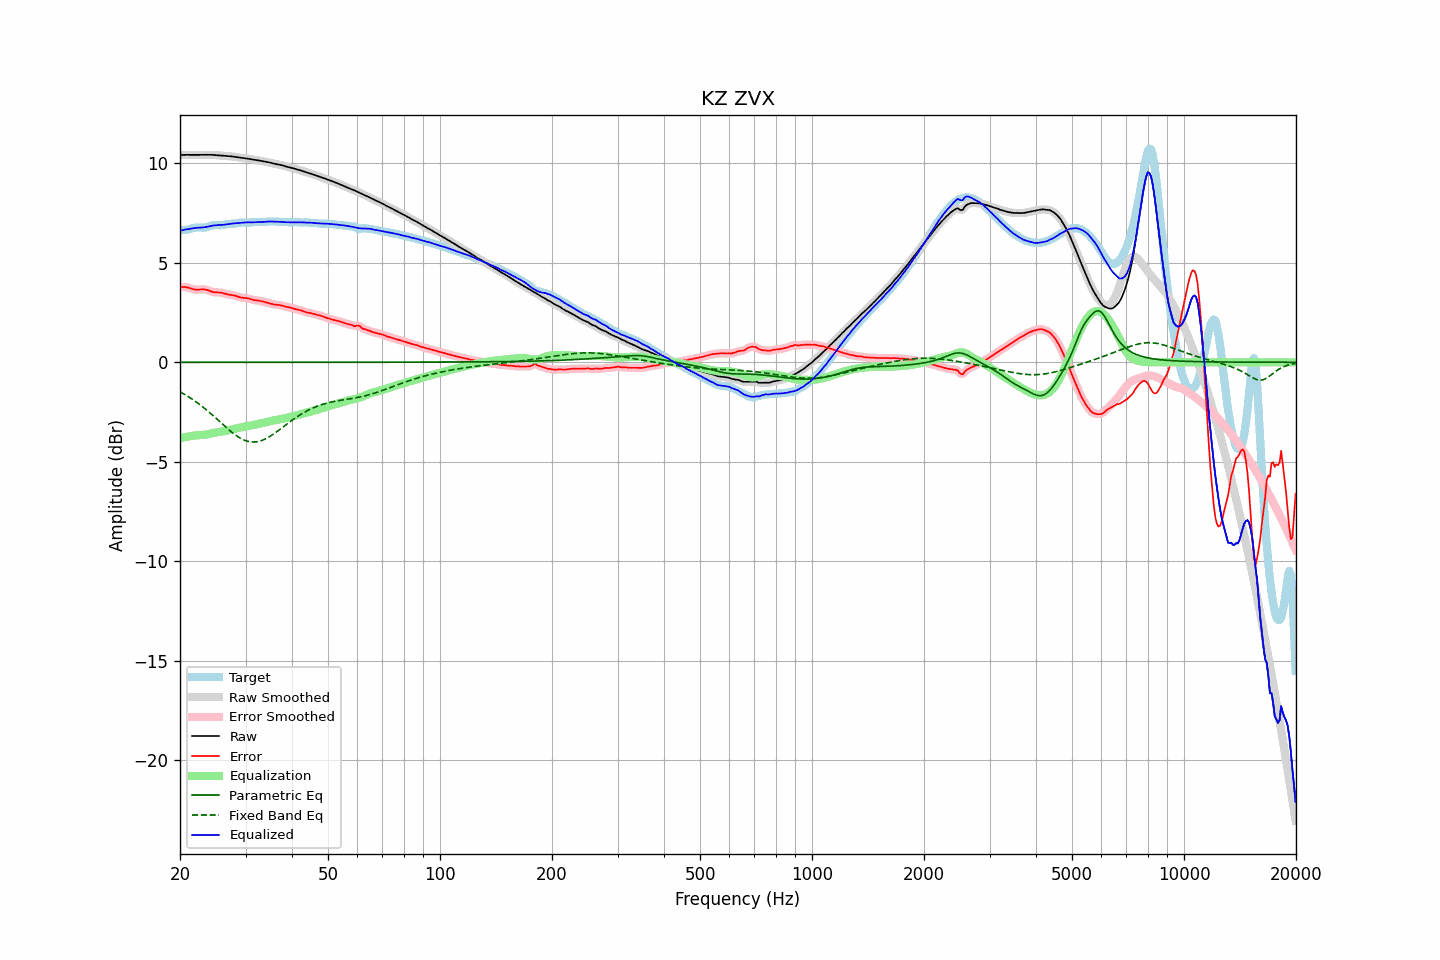 KZ ZVX
10
5
0
−5
−10
−15
−20
Amplitude (dBr)
Target
Raw Smoothed
Error Smoothed
Raw
Error
Equalization
Parametric Eq
Fixed Band Eq
Equalized
20 50 100 200 500 1000 2000 5000 10000 20000
Frequency (Hz)